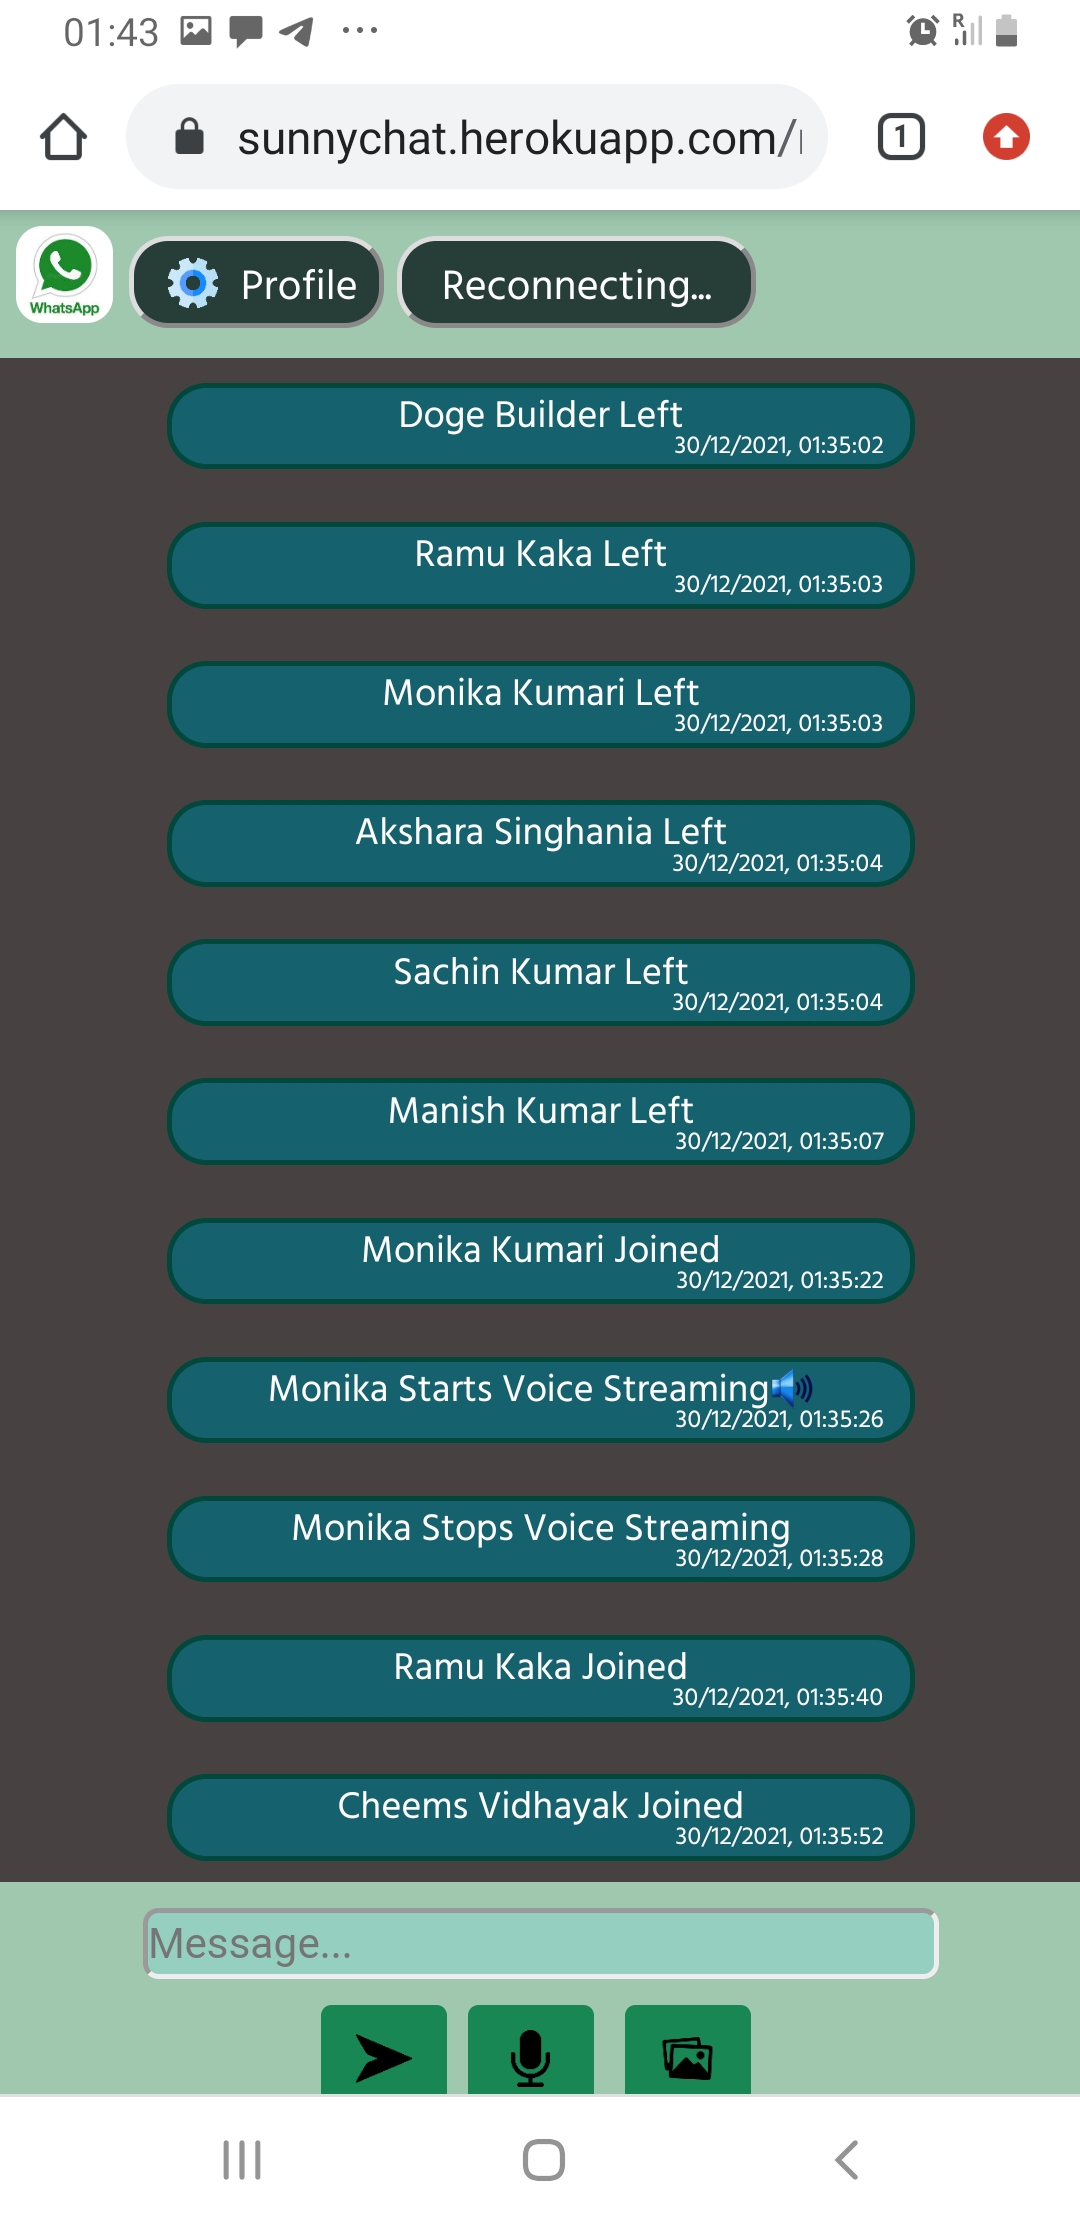 01:43
R
sunnychat.herokuapp.com/
1
WhatsApp
Profile
Reconnecting...
Doge Builder Left
30/12/2021, 01:35:02
Ramu Kaka Left
30/12/2021, 01:35:03
Monika Kumari Left
30/12/2021, 01:35:03
Akshara Singhania Left
30/12/2021, 01:35:04
Sachin Kumar Left
30/12/2021, 01:35:04
Manish Kumar Left
30/12/2021, 01:35:07
Monika Kumari Joined
30/12/2021, 01:35:22
Monika Starts Voice Streaming🔊
30/12/2021, 01:35:26
Monika Stops Voice Streaming
30/12/2021, 01:35:28
Ramu Kaka Joined
30/12/2021, 01:35:40
Cheems Vidhayak Joined
30/12/2021, 01:35:52
Message...